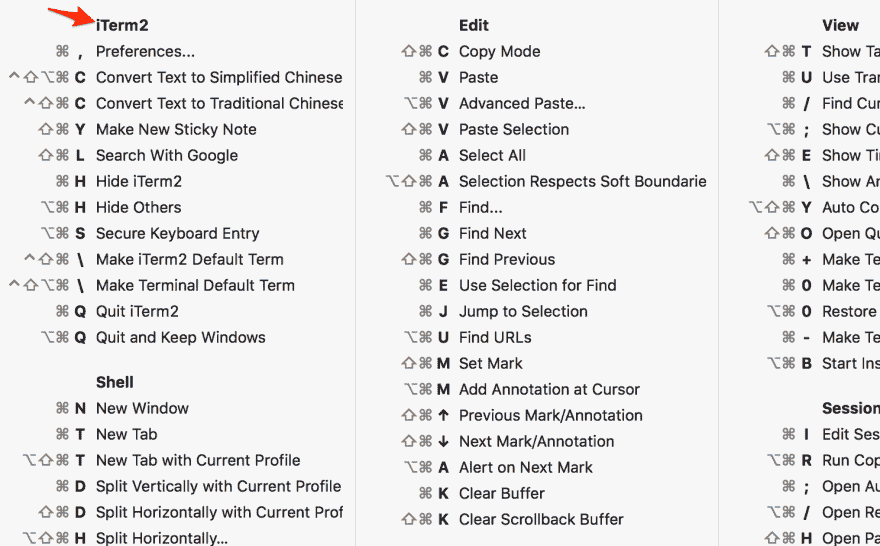 iTerm2
⌘ , Preferences...
⌃⇧⌥⌘ C Convert Text to Simplified Chinese
⌃⇧⌘ C Convert Text to Traditional Chinese
⇧⌘ Y Make New Sticky Note
⇧⌘ L Search With Google
⌘ H Hide iTerm2
⌥⌘ H Hide Others
⌥⌘ S Secure Keyboard Entry
⌃⇧⌘ \ Make iTerm2 Default Term
⌃⇧⌥⌘ \ Make Terminal Default Term
⌘ Q Quit iTerm2
⌥⌘ Q Quit and Keep Windows
Shell
⌘ N New Window
⌘ T New Tab
⌥⇧⌘ T New Tab with Current Profile
⌘ D Split Vertically with Current Profile
⇧⌘ D Split Horizontally with Current Prof
⌥⇧⌘ H Split Horizontally...
Edit
⇧⌘ C Copy Mode
⌘ V Paste
⌥⌘ V Advanced Paste...
⇧⌘ V Paste Selection
⌘ A Select All
⌥⇧⌘ A Selection Respects Soft Boundarie
⌘ F Find...
⌘ G Find Next
⇧⌘ G Find Previous
⌘ E Use Selection for Find
⌘ J Jump to Selection
⌥⌘ U Find URLs
⇧⌘ M Set Mark
⌥⌘ M Add Annotation at Cursor
⇧⌘ ↑ Previous Mark/Annotation
⇧⌘ ↓ Next Mark/Annotation
⌥⌘ A Alert on Next Mark
⌘ K Clear Buffer
⇧⌘ K Clear Scrollback Buffer
View
⇧⌘ T Show Ta
⌘ U Use Tran
⌘ / Find Cur
⌥⌘ ; Show Cu
⇧⌘ E Show Ti
⌘ \ Show An
⌥⇧⌘ Y Auto Co
⇧⌘ O Open Qu
⌘ + Make Te
⌘ 0 Make Te
⌥⌘ 0 Restore
⌘ - Make Te
⌥⌘ B Start Ins
Session
⌘ I Edit Ses
⌥⌘ R Run Cop
⌘ ; Open Au
⌥⌘ / Open Re
⇧⌘ H Open Pa